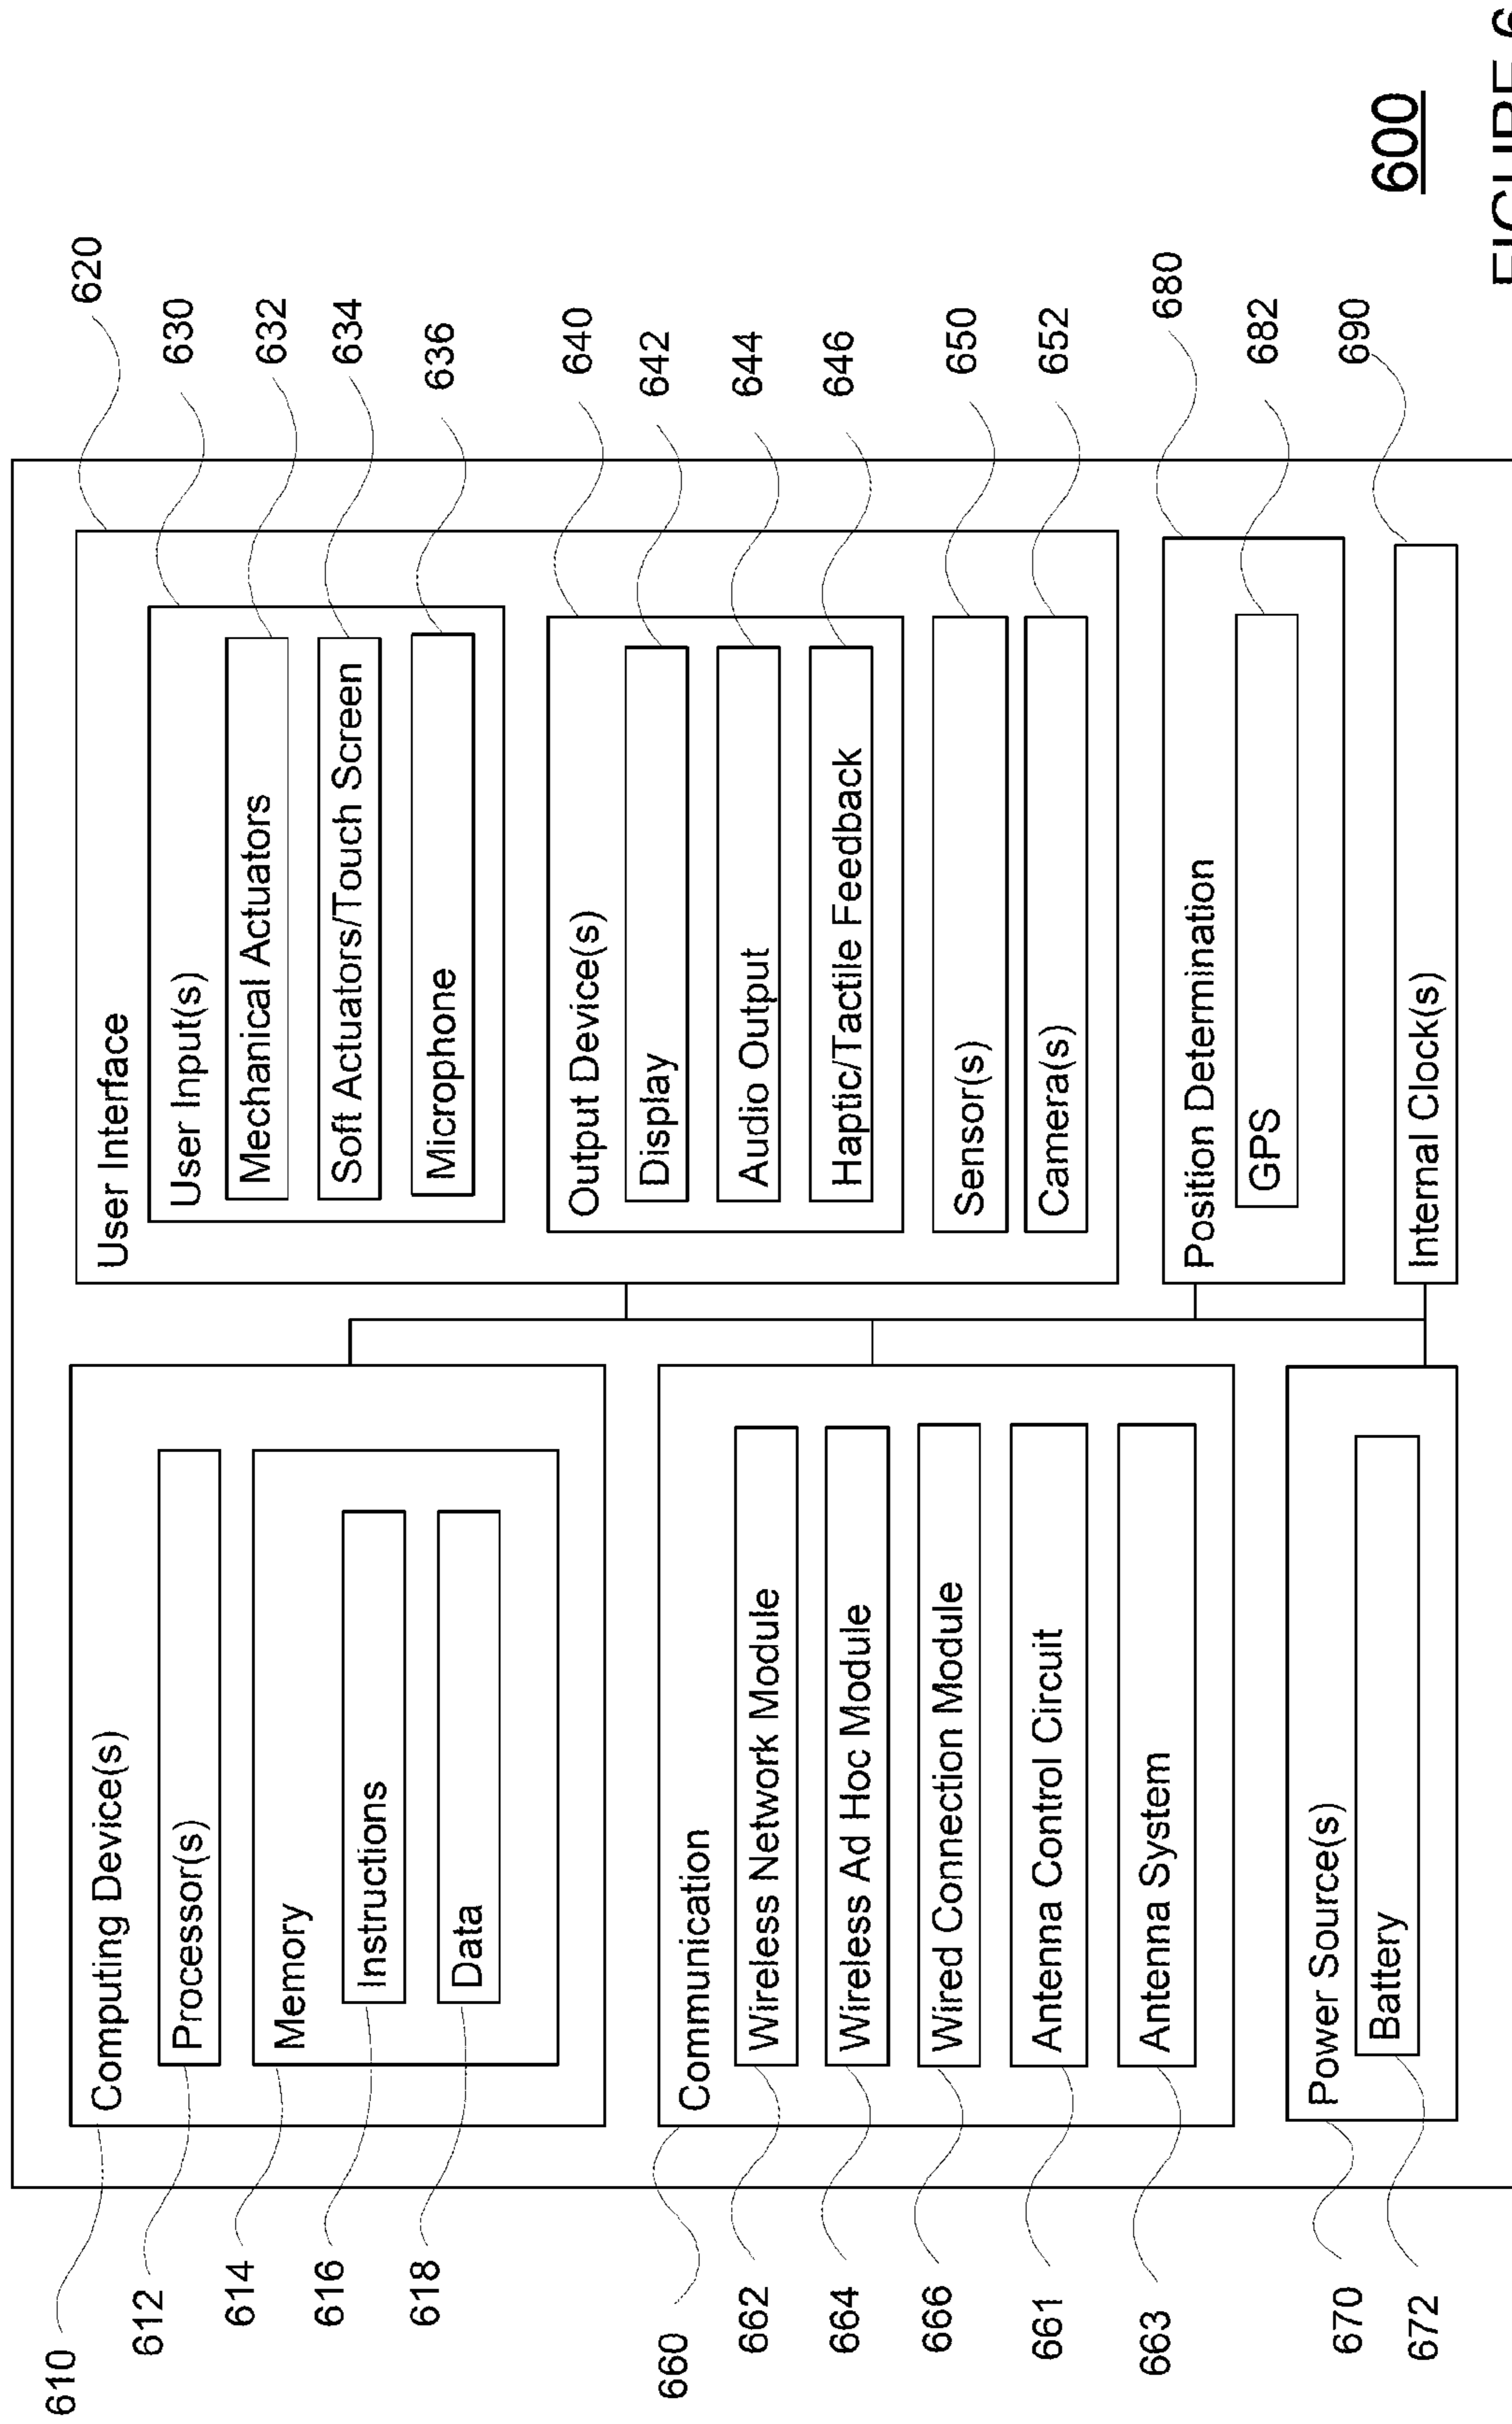 610
Computing Device(s)
612
Processor(s)
614
Memory
616
Instructions
618
Data
660
Communication
662
Wireless Network Module
664
Wireless Ad Hoc Module
666
Wired Connection Module
661
Antenna Control Circuit
663
Antenna System
670
Power Source(s)
672
Battery
User Interface
620
User Input(s)
630
Mechanical Actuators
632
Soft Actuators/Touch Screen
634
Microphone
636
Output Device(s)
640
Display
642
Audio Output
644
Haptic/Tactile Feedback
646
Sensor(s)
650
Camera(s)
652
Position Determination
680
GPS
682
Internal Clock(s)
690
600
FIGURE 6